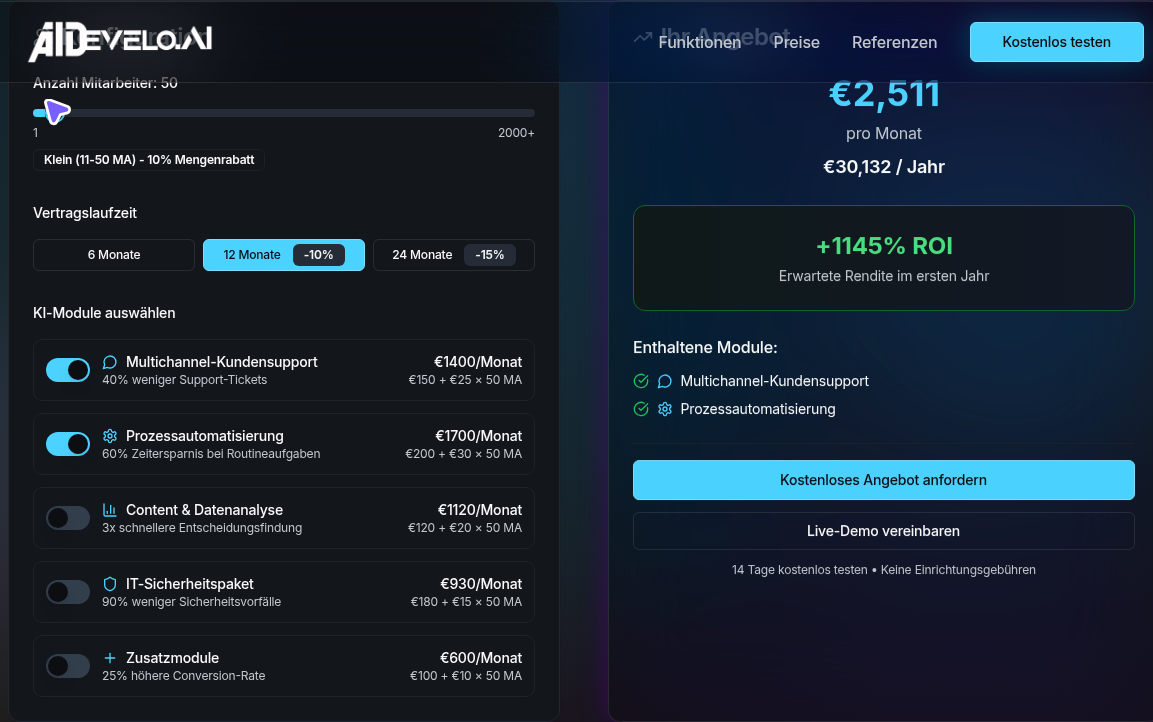 AIDEVELO.AI
Funktionen
Preise
Referenzen
Kostenlos testen
Ihr Angebot
Anzahl Mitarbeiter: 50
1
2000+
Klein (11-50 MA) - 10% Mengenrabatt
Vertragslaufzeit
6 Monate
12 Monate -10%
24 Monate -15%
KI-Module auswählen
Multichannel-Kundensupport
€1400/Monat
40% weniger Support-Tickets
€150 + €25 × 50 MA
Prozessautomatisierung
€1700/Monat
60% Zeitersparnis bei Routineaufgaben
€200 + €30 × 50 MA
Content & Datenanalyse
€1120/Monat
3x schnellere Entscheidungsfindung
€120 + €20 × 50 MA
IT-Sicherheitspaket
€930/Monat
90% weniger Sicherheitsvorfälle
€180 + €15 × 50 MA
Zusatzmodule
€600/Monat
25% höhere Conversion-Rate
€100 + €10 × 50 MA
€2,511
pro Monat
€30,132 / Jahr
+1145% ROI
Erwartete Rendite im ersten Jahr
Enthaltene Module:
Multichannel-Kundensupport
Prozessautomatisierung
Kostenloses Angebot anfordern
Live-Demo vereinbaren
14 Tage kostenlos testen • Keine Einrichtungsgebühren